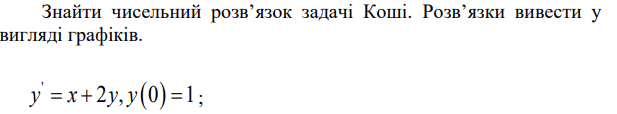 Знайти чисельний розв’язок задачі Коші. Розв’язки вивести у
вигляді графіків.
y' = x + 2y, y(0) = 1;